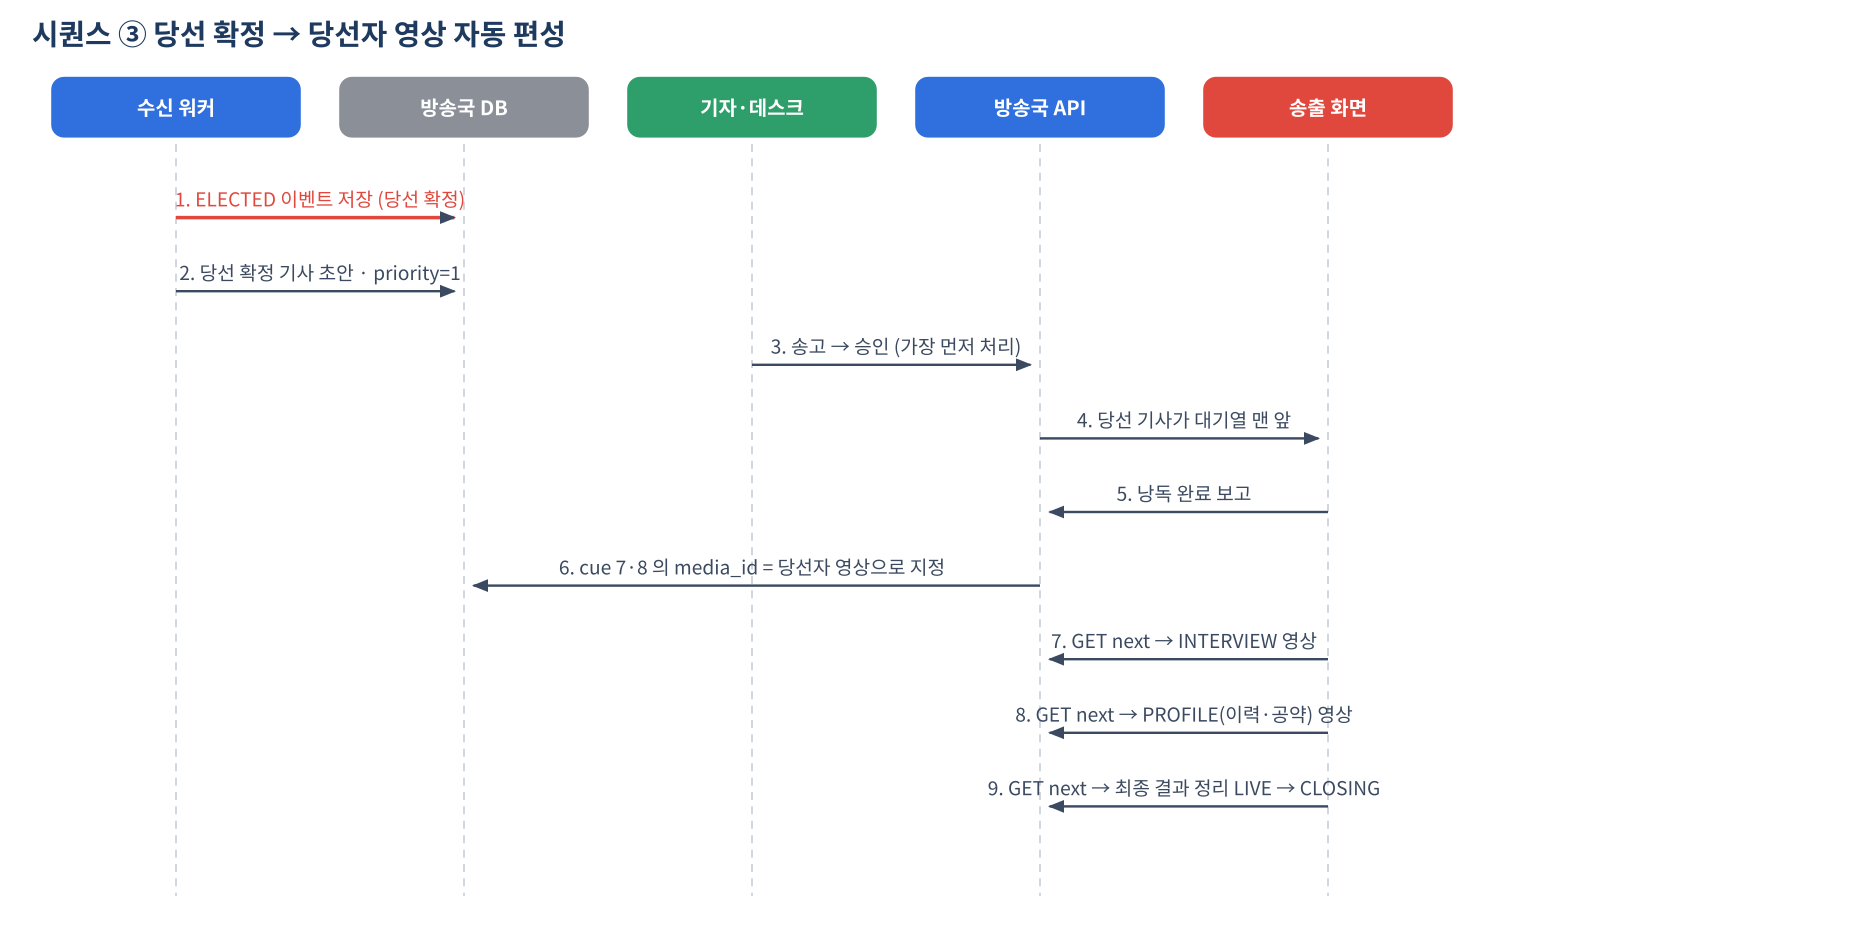 시퀀스 ③ 당선 확정 → 당선자 영상 자동 편성
수신 워커
방송국 DB
기자·데스크
방송국 API
송출 화면
1. ELECTED 이벤트 저장 (당선 확정)
2. 당선 확정 기사 초안 · priority=1
3. 송고 → 승인 (가장 먼저 처리)
4. 당선 기사가 대기열 맨 앞
5. 낭독 완료 보고
6. cue 7·8 의 media_id = 당선자 영상으로 지정
7. GET next → INTERVIEW 영상
8. GET next → PROFILE(이력·공약) 영상
9. GET next → 최종 결과 정리 LIVE → CLOSING